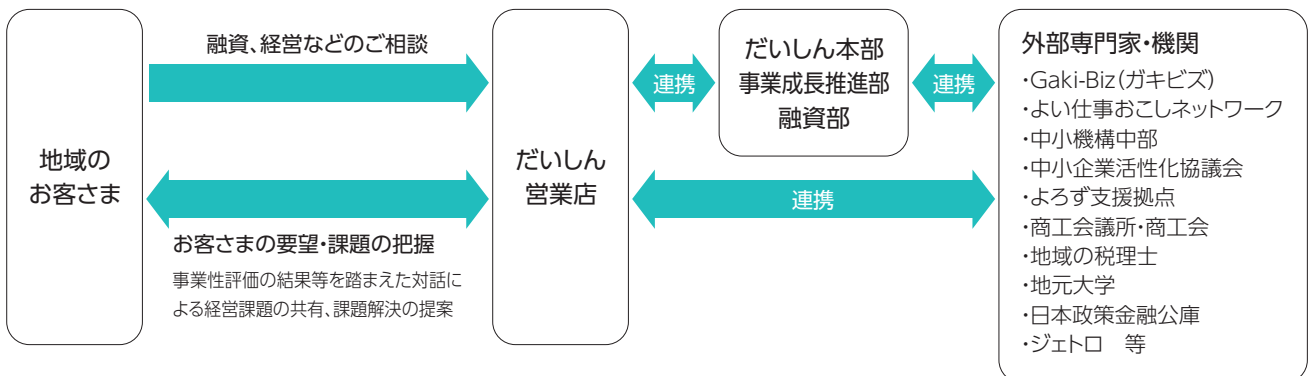 地域の
お客さま
融資、経営などのご相談
お客さまの要望・課題の把握
事業性評価の結果等を踏まえた対話に
よる経営課題の共有、課題解決の提案
だいしん
営業店
連携
だいしん本部
事業成長推進部
融資部
連携
連携
外部専門家・機関
・Gaki-Biz(ガキビズ)
・よい仕事おこしネットワーク
・中小機構中部
・中小企業活性化協議会
・よろず支援拠点
・商工会議所・商工会
・地域の税理士
・地元大学
・日本政策金融公庫
・ジェトロ　等